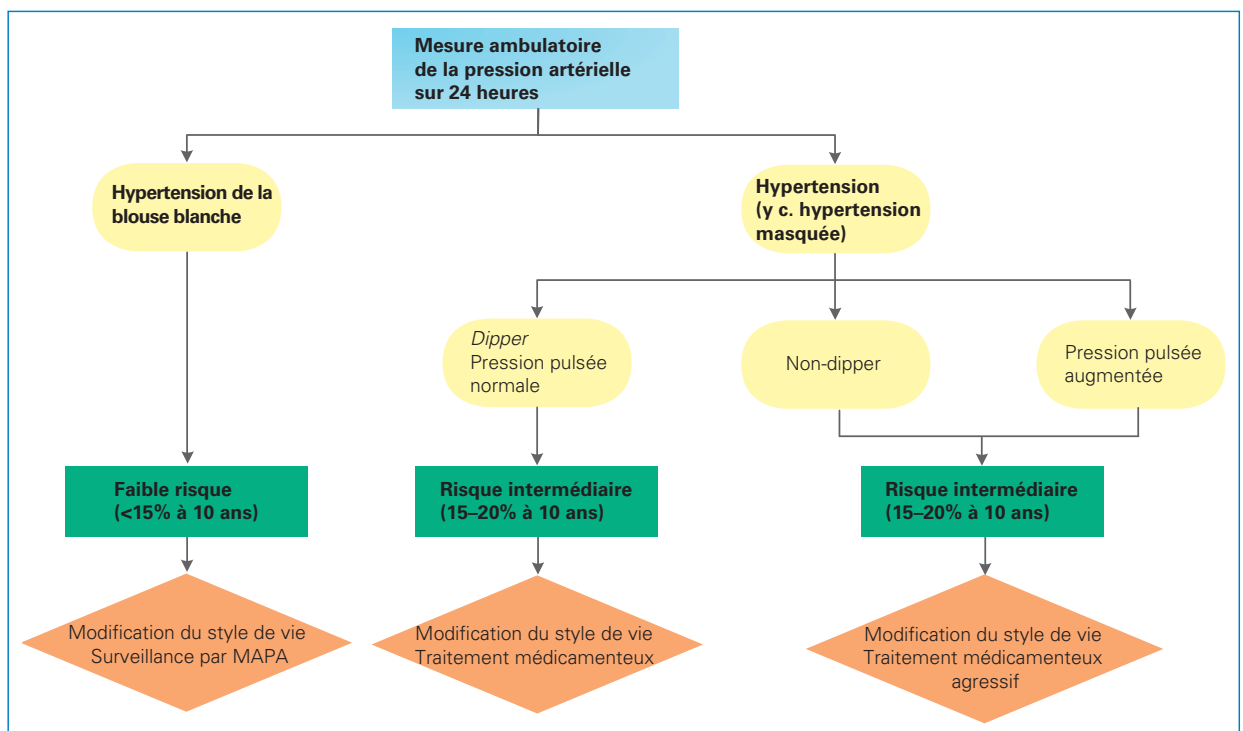 Mesure ambulatoire
de la pression artérielle
sur 24 heures
Hypertension de la
blouse blanche
Hypertension
(y c. hypertension
masquée)
Dipper
Pression pulsée
normale
Non-dipper
Pression pulsée
augmentée
Faible risque
(<15% à 10 ans)
Risque intermédiaire
(15–20% à 10 ans)
Risque intermédiaire
(15–20% à 10 ans)
Modification du style de vie
Surveillance par MAPA
Modification du style de vie
Traitement médicamenteux
Modification du style de vie
Traitement médicamenteux
agressif